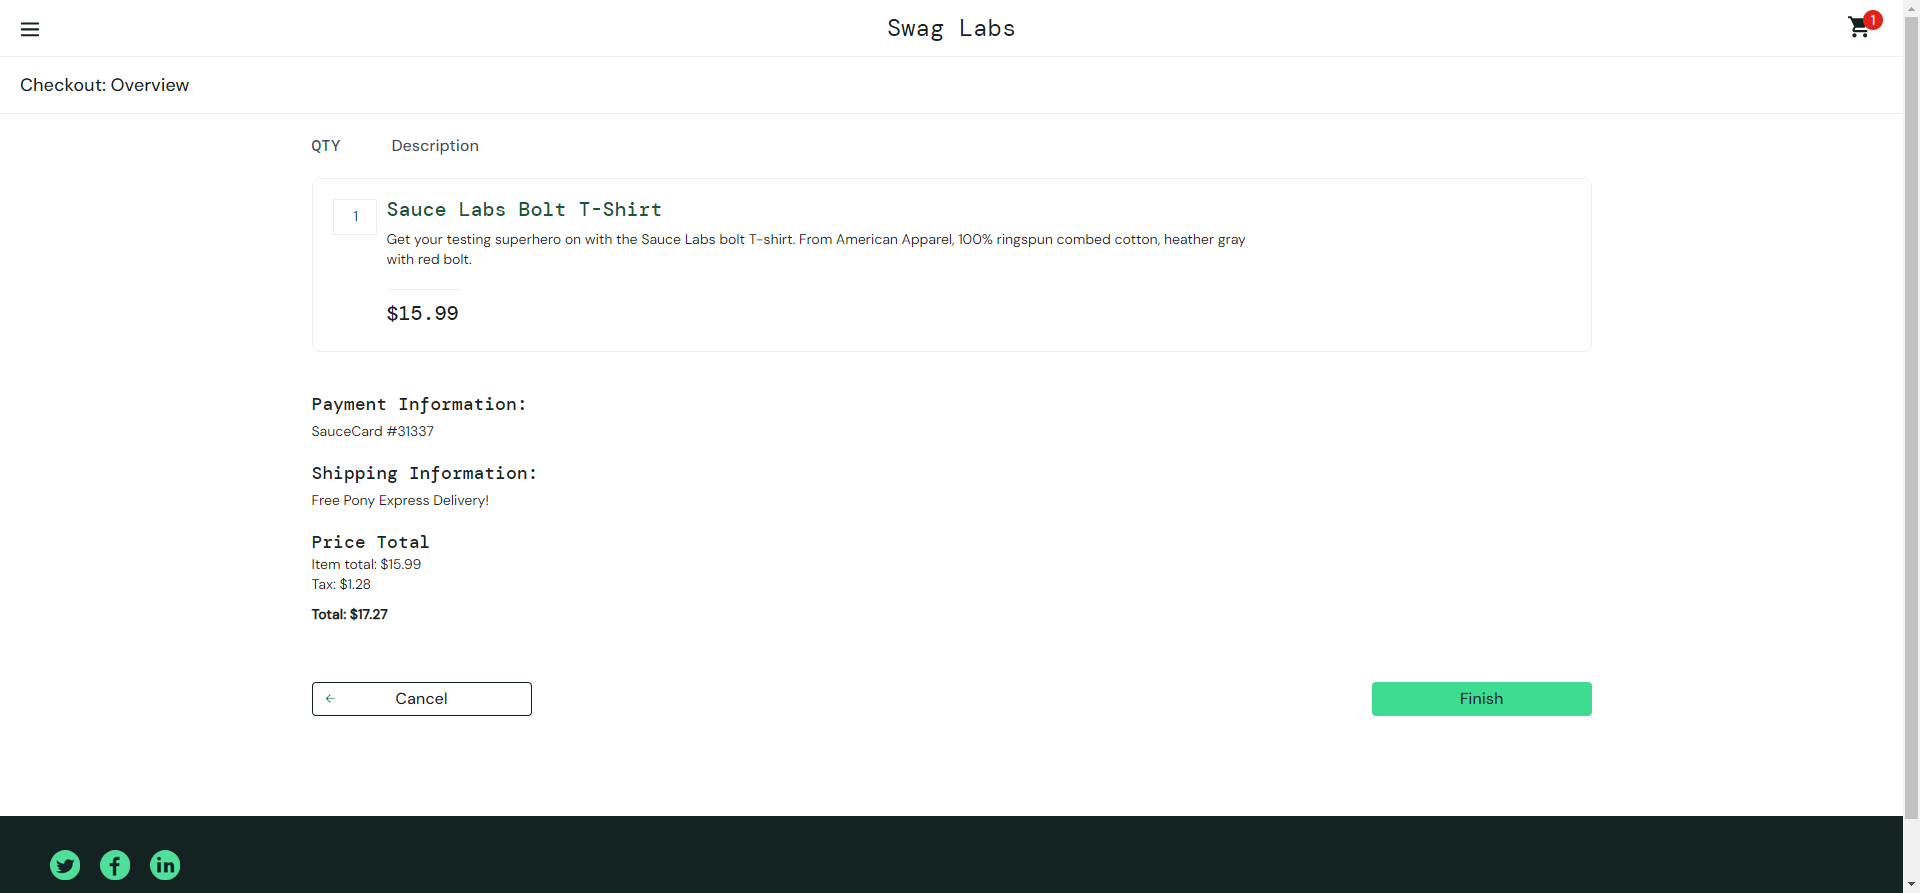 Swag Labs
1
Checkout: Overview
QTY Description
1
Sauce Labs Bolt T-Shirt
Get your testing superhero on with the Sauce Labs bolt T-shirt. From American Apparel, 100% ringspun combed cotton, heather gray
with red bolt.
$15.99
Payment Information:
SauceCard #31337
Shipping Information:
Free Pony Express Delivery!
Price Total
Item total: $15.99
Tax: $1.28
Total: $17.27
Cancel
Finish